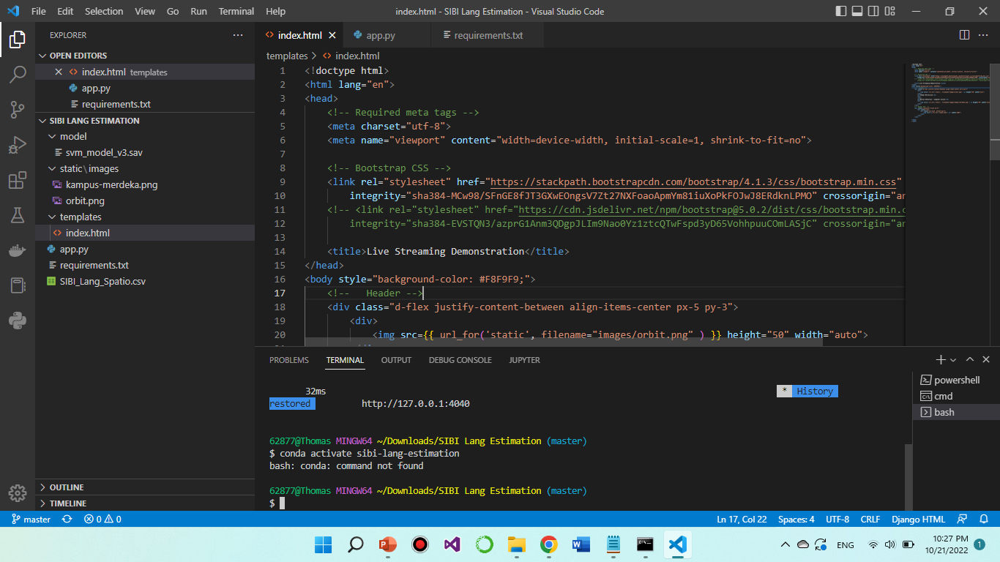 File Edit Selection View Go Run Terminal Help
index.html - SIBI Lang Estimation - Visual Studio Code
EXPLORER
OPEN EDITORS
index.html templates
app.py
requirements.txt
SIBI LANG ESTIMATION
model
svm_model_v3.sav
static\images
kampus-merdeka.png
orbit.png
templates
index.html
app.py
requirements.txt
SIBI_Lang_Spatio.csv
OUTLINE
TIMELINE
index.html app.py requirements.txt
templates > index.html
1 <!doctype html>
2 <html lang="en">
3 <head>
4 <!-- Required meta tags -->
5 <meta charset="utf-8">
6 <meta name="viewport" content="width=device-width, initial-scale=1, shrink-to-fit=no">
7
8 <!-- Bootstrap CSS -->
9 <link rel="stylesheet" href="https://stackpath.bootstrapcdn.com/bootstrap/4.1.3/css/bootstrap.min.css"
10 integrity="sha384-MCw98/SFnGE8fJT3GXwEOngsV7Zt27NXFoaoApmYm81iuXoPkFOJwJ8ERdknLPMO" crossorigin="an
11 <!-- <link rel="stylesheet" href="https://cdn.jsdelivr.net/npm/bootstrap@5.0.2/dist/css/bootstrap.min.c
12 integrity="sha384-EVSTQN3/azprG1Anm3QDgpJLIm9Nao0Yz1ztcQTwFspd3yD65VohhpuuCOmLASjC" crossorigin="an
13
14 <title>Live Streaming Demonstration</title>
15 </head>
16 <body style="background-color: #F8F9F9;">
17 <!--   Header -->
18 <div class="d-flex justify-content-between align-items-center px-5 py-3">
19 <div>
20 <img src={{ url_for('static', filename="images/orbit.png" ) }} height="50" width="auto">
PROBLEMS TERMINAL OUTPUT DEBUG CONSOLE JUPYTER
32ms
* History
restored http://127.0.0.1:4040
62877@Thomas MINGW64 ~/Downloads/SIBI Lang Estimation (master)
$ conda activate sibi-lang-estimation
bash: conda: command not found
62877@Thomas MINGW64 ~/Downloads/SIBI Lang Estimation (master)
$
powershell
cmd
bash
master 0 0 Ln 17, Col 22 Spaces: 4 UTF-8 CRLF Django HTML
ENG
10:27 PM
10/21/2022
1